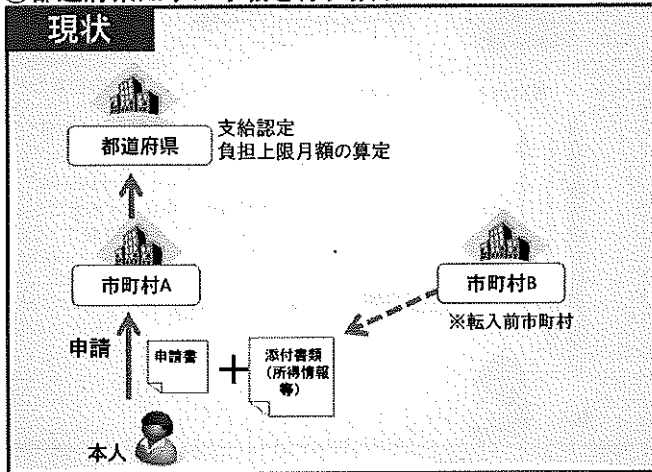 現状
都道府県
支給認定
負担上限月額の算定
市町村A
市町村B
※転入前市町村
申請
申請書
+
添付書類
(所得情報
等)
本人